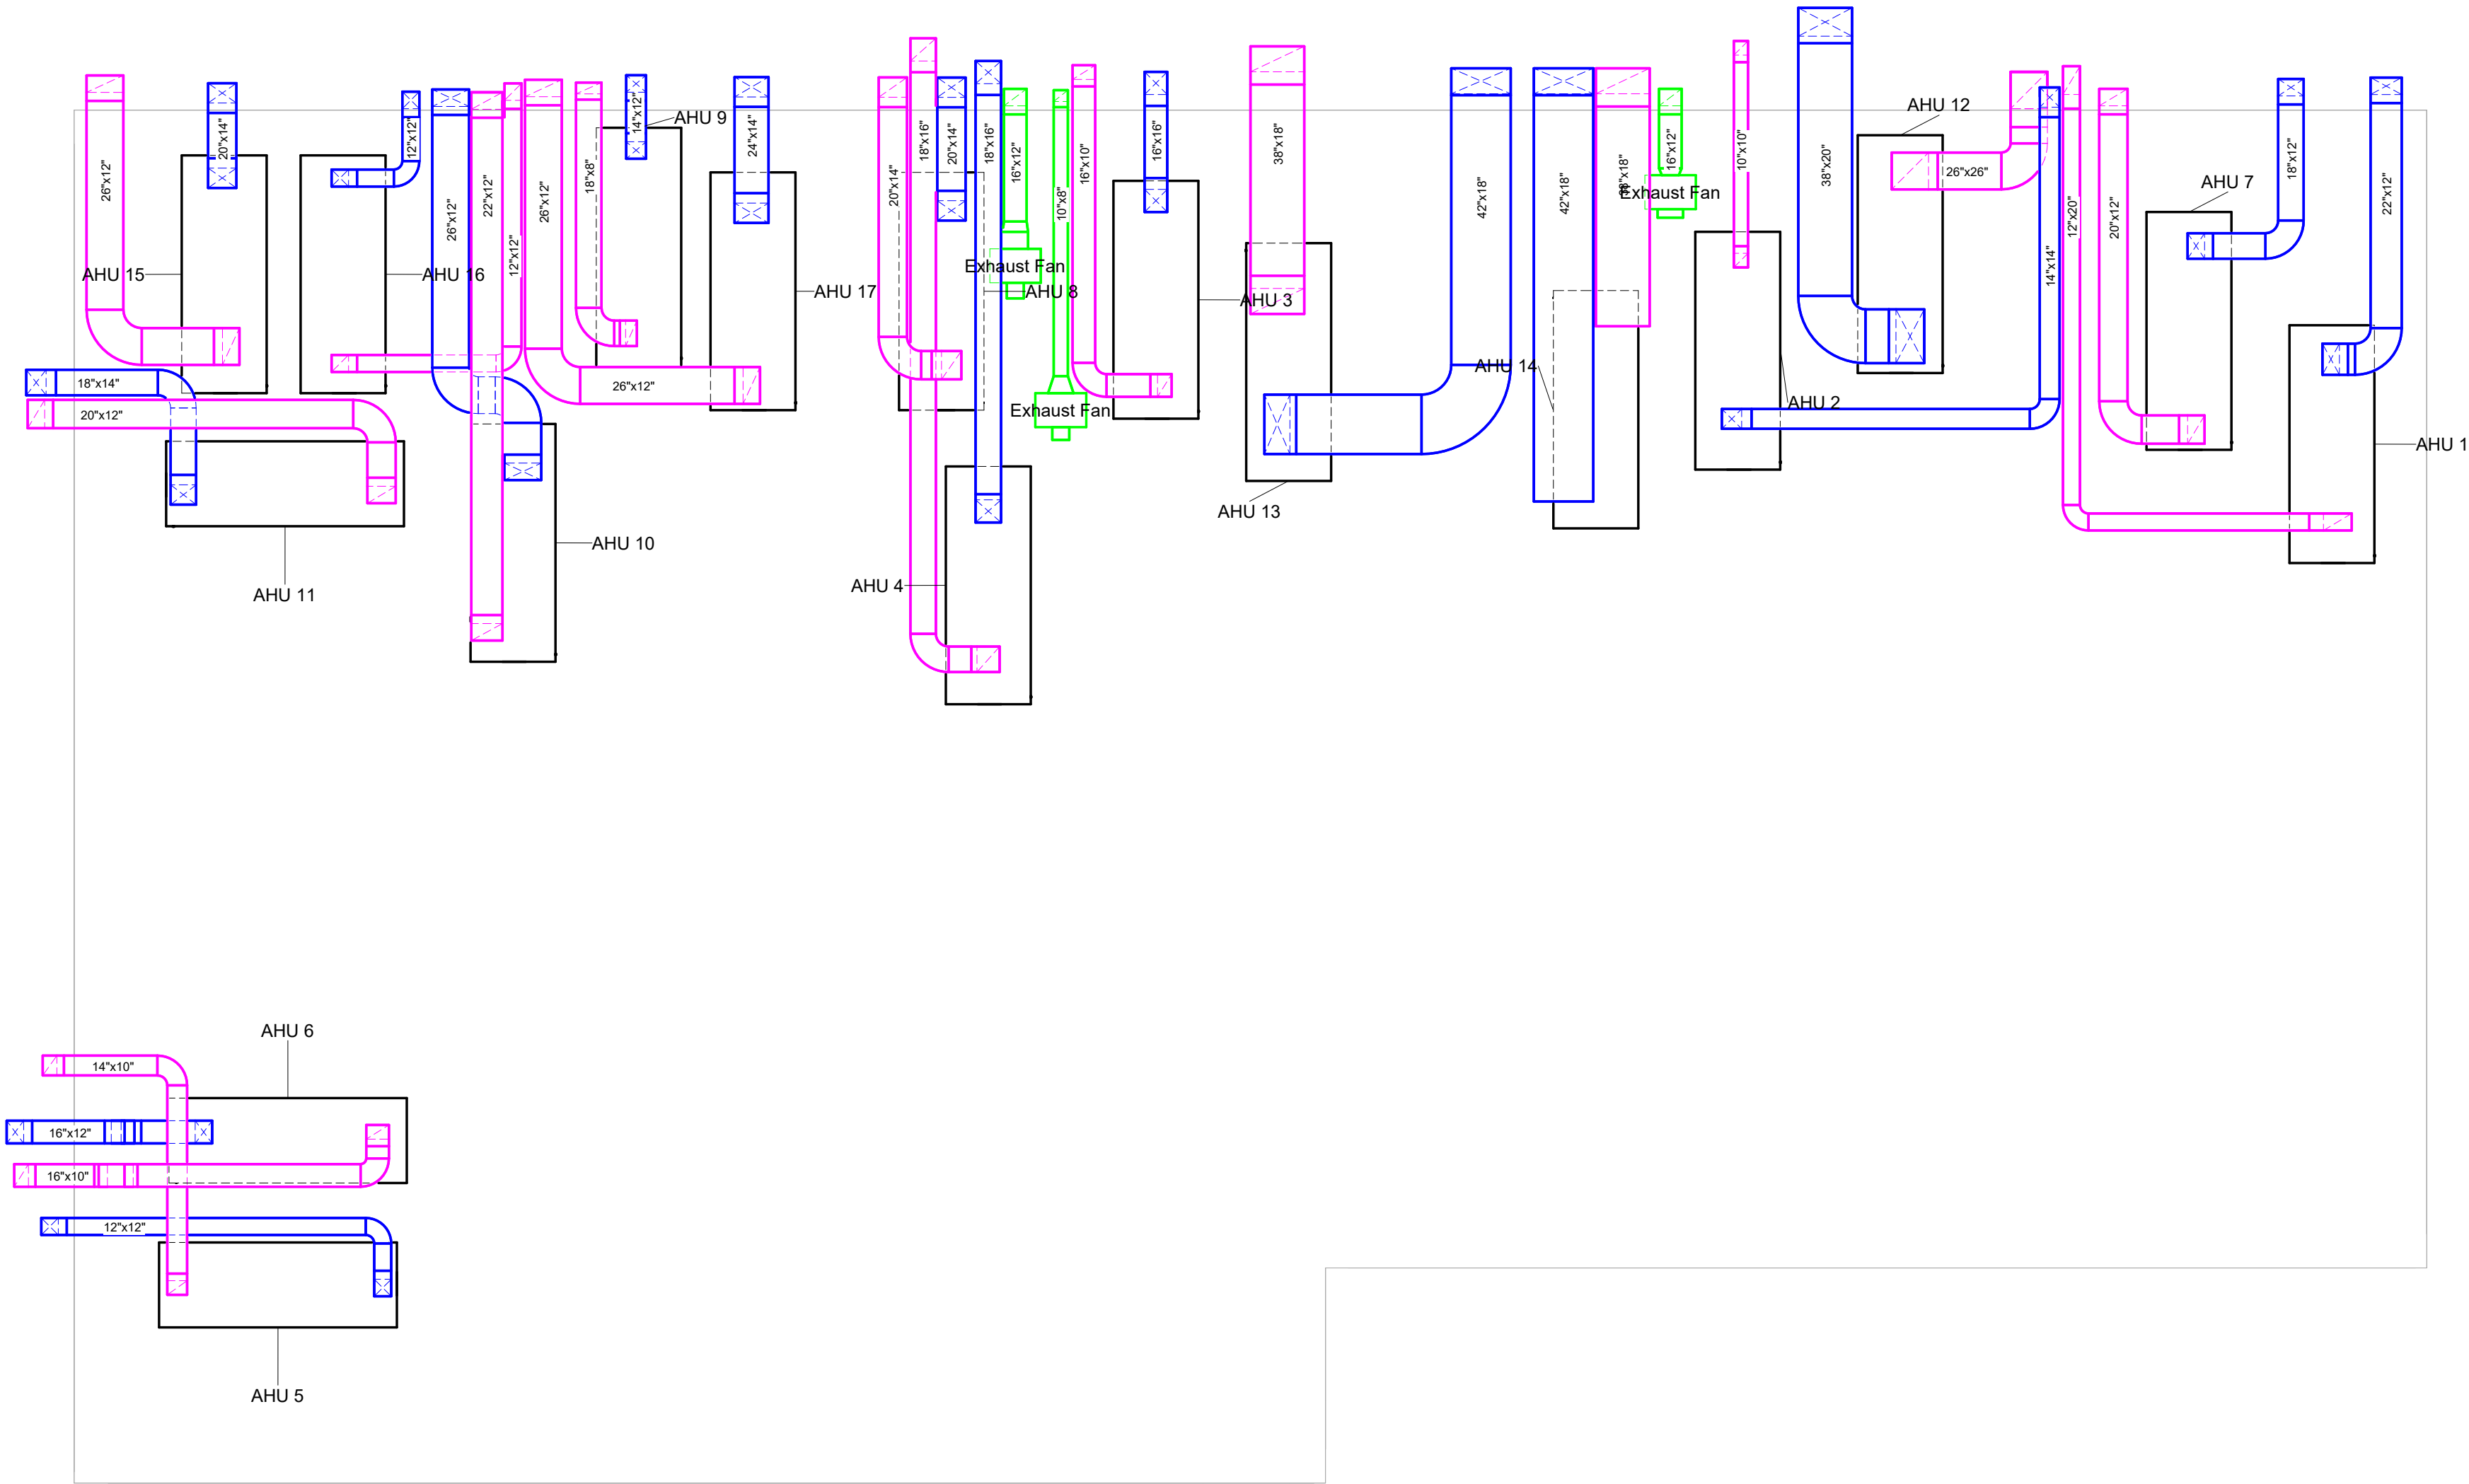 AHU 12
26"x12"
20"x14"
12"x12"
26"x12"
22"x12"
12"x12"
26"x12"
18"x8"
14"x12"
AHU 9
24"x14"
20"x14"
18"x16"
20"x14"
18"x16"
16"x12"
10"x8"
16"x10"
16"x16"
38"x18"
42"x18"
42"x18"
16"x12"
10"x10"
38"x20"
26"x26"
14"x14"
12"x20"
20"x12"
AHU 7
18"x12"
22"x12"
Exhaust Fan
Exhaust Fan
AHU 15
AHU 16
AHU 17
AHU 8
AHU 3
AHU 14
18"x14"
26"x12"
20"x12"
Exhaust Fan
AHU 2
AHU 1
AHU 13
AHU 10
AHU 4
AHU 11
AHU 6
14"x10"
16"x12"
16"x10"
12"x12"
AHU 5